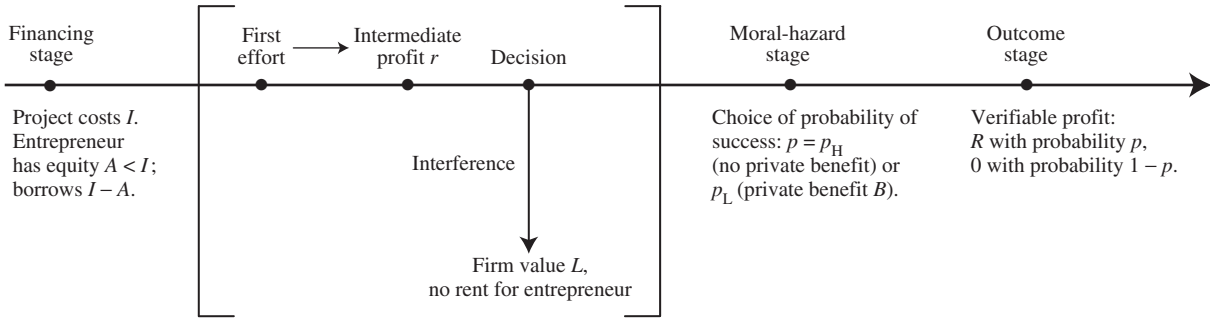 Financing
stage
First
effort
Intermediate
profit r
Decision
Moral-hazard
stage
Outcome
stage
Project costs I.
Entrepreneur
has equity A < I;
borrows I − A.
Interference
Firm value L,
no rent for entrepreneur
Choice of probability of
success: p = pH
(no private benefit) or
pL (private benefit B).
Verifiable profit:
R with probability p,
0 with probability 1 − p.